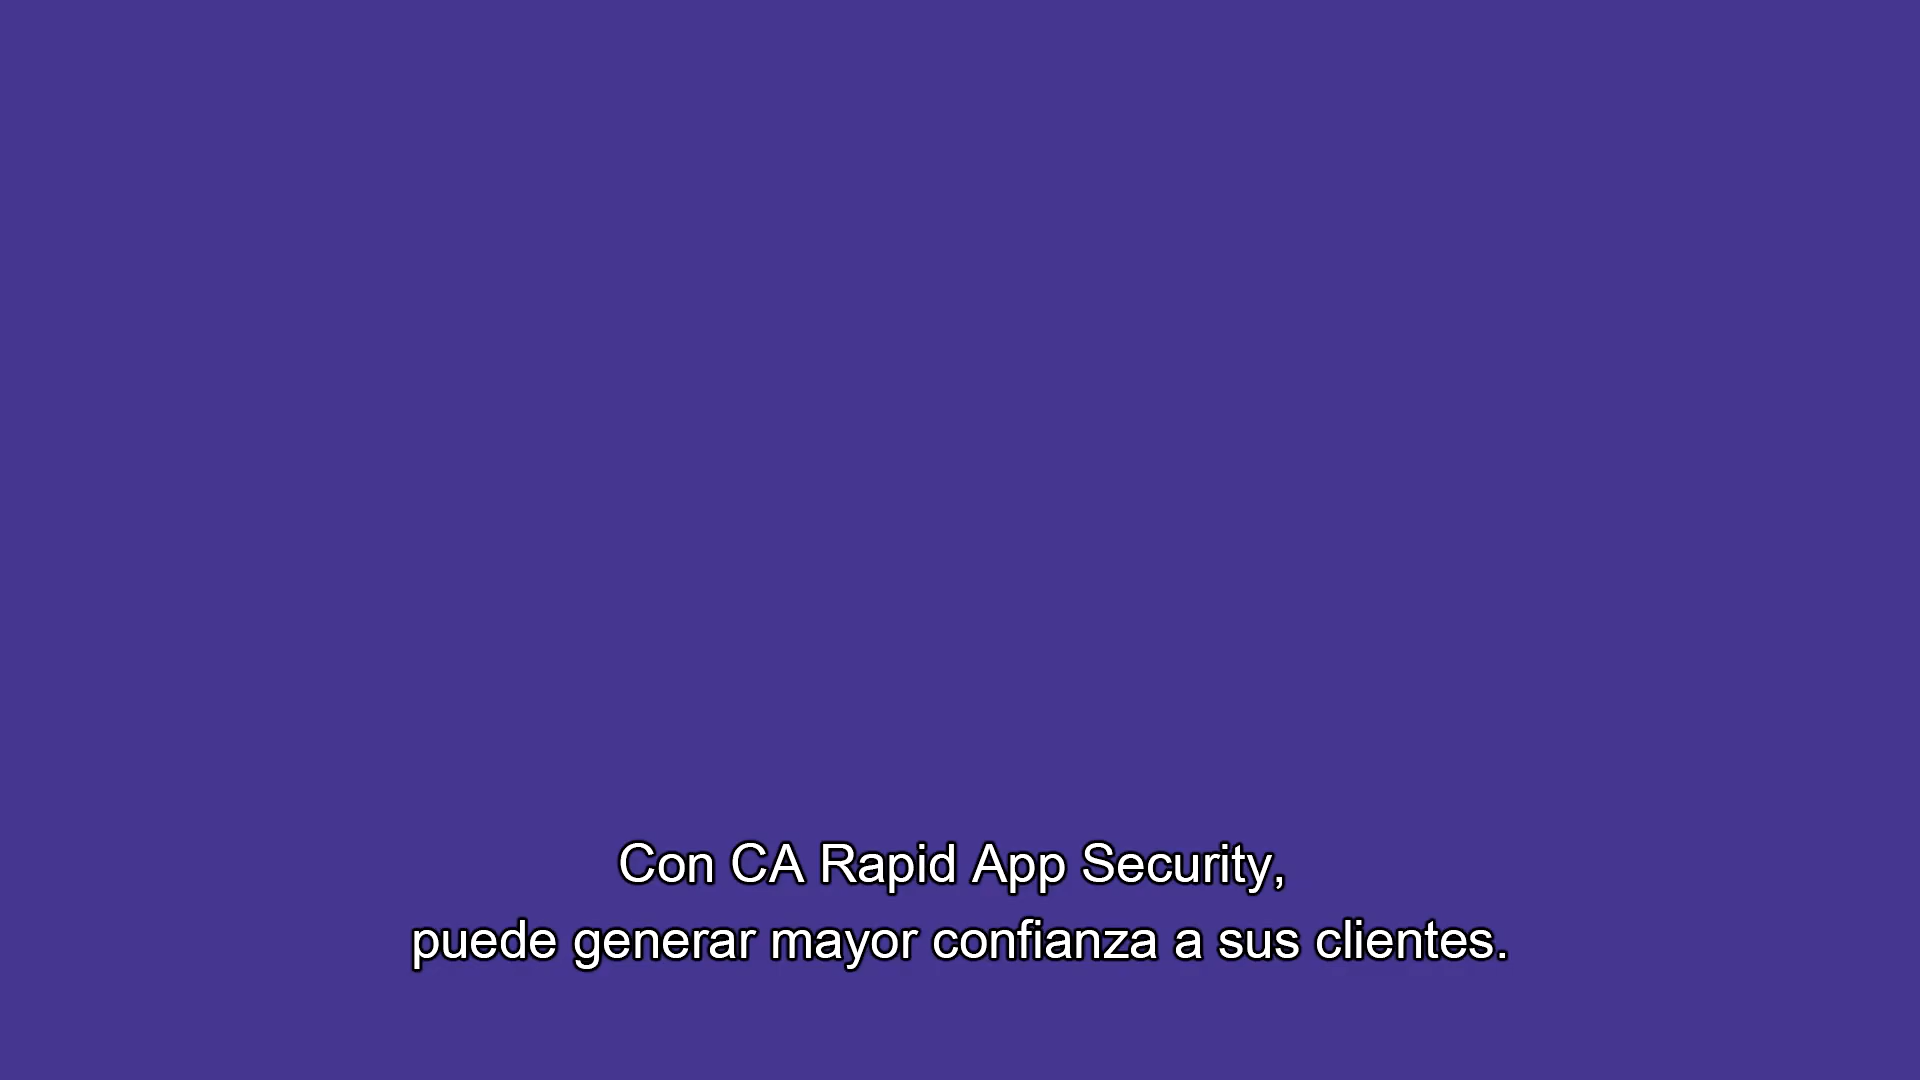 Con CA Rapid App Security,
puede generar mayor confianza a sus clientes.